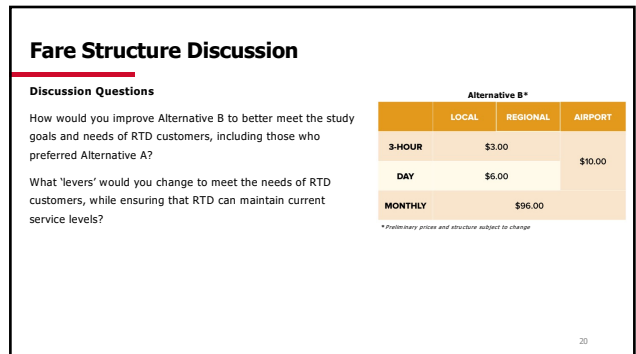 Fare Structure Discussion
Discussion Questions
How would you improve Alternative B to better meet the study
goals and needs of RTD customers, including those who
preferred Alternative A?
What ‘levers’ would you change to meet the needs of RTD
customers, while ensuring that RTD can maintain current
service levels?
Alternative B*
LOCAL REGIONAL AIRPORT
3-HOUR $3.00
$10.00
DAY $6.00
MONTHLY $96.00
*Preliminary prices and structure subject to change
20